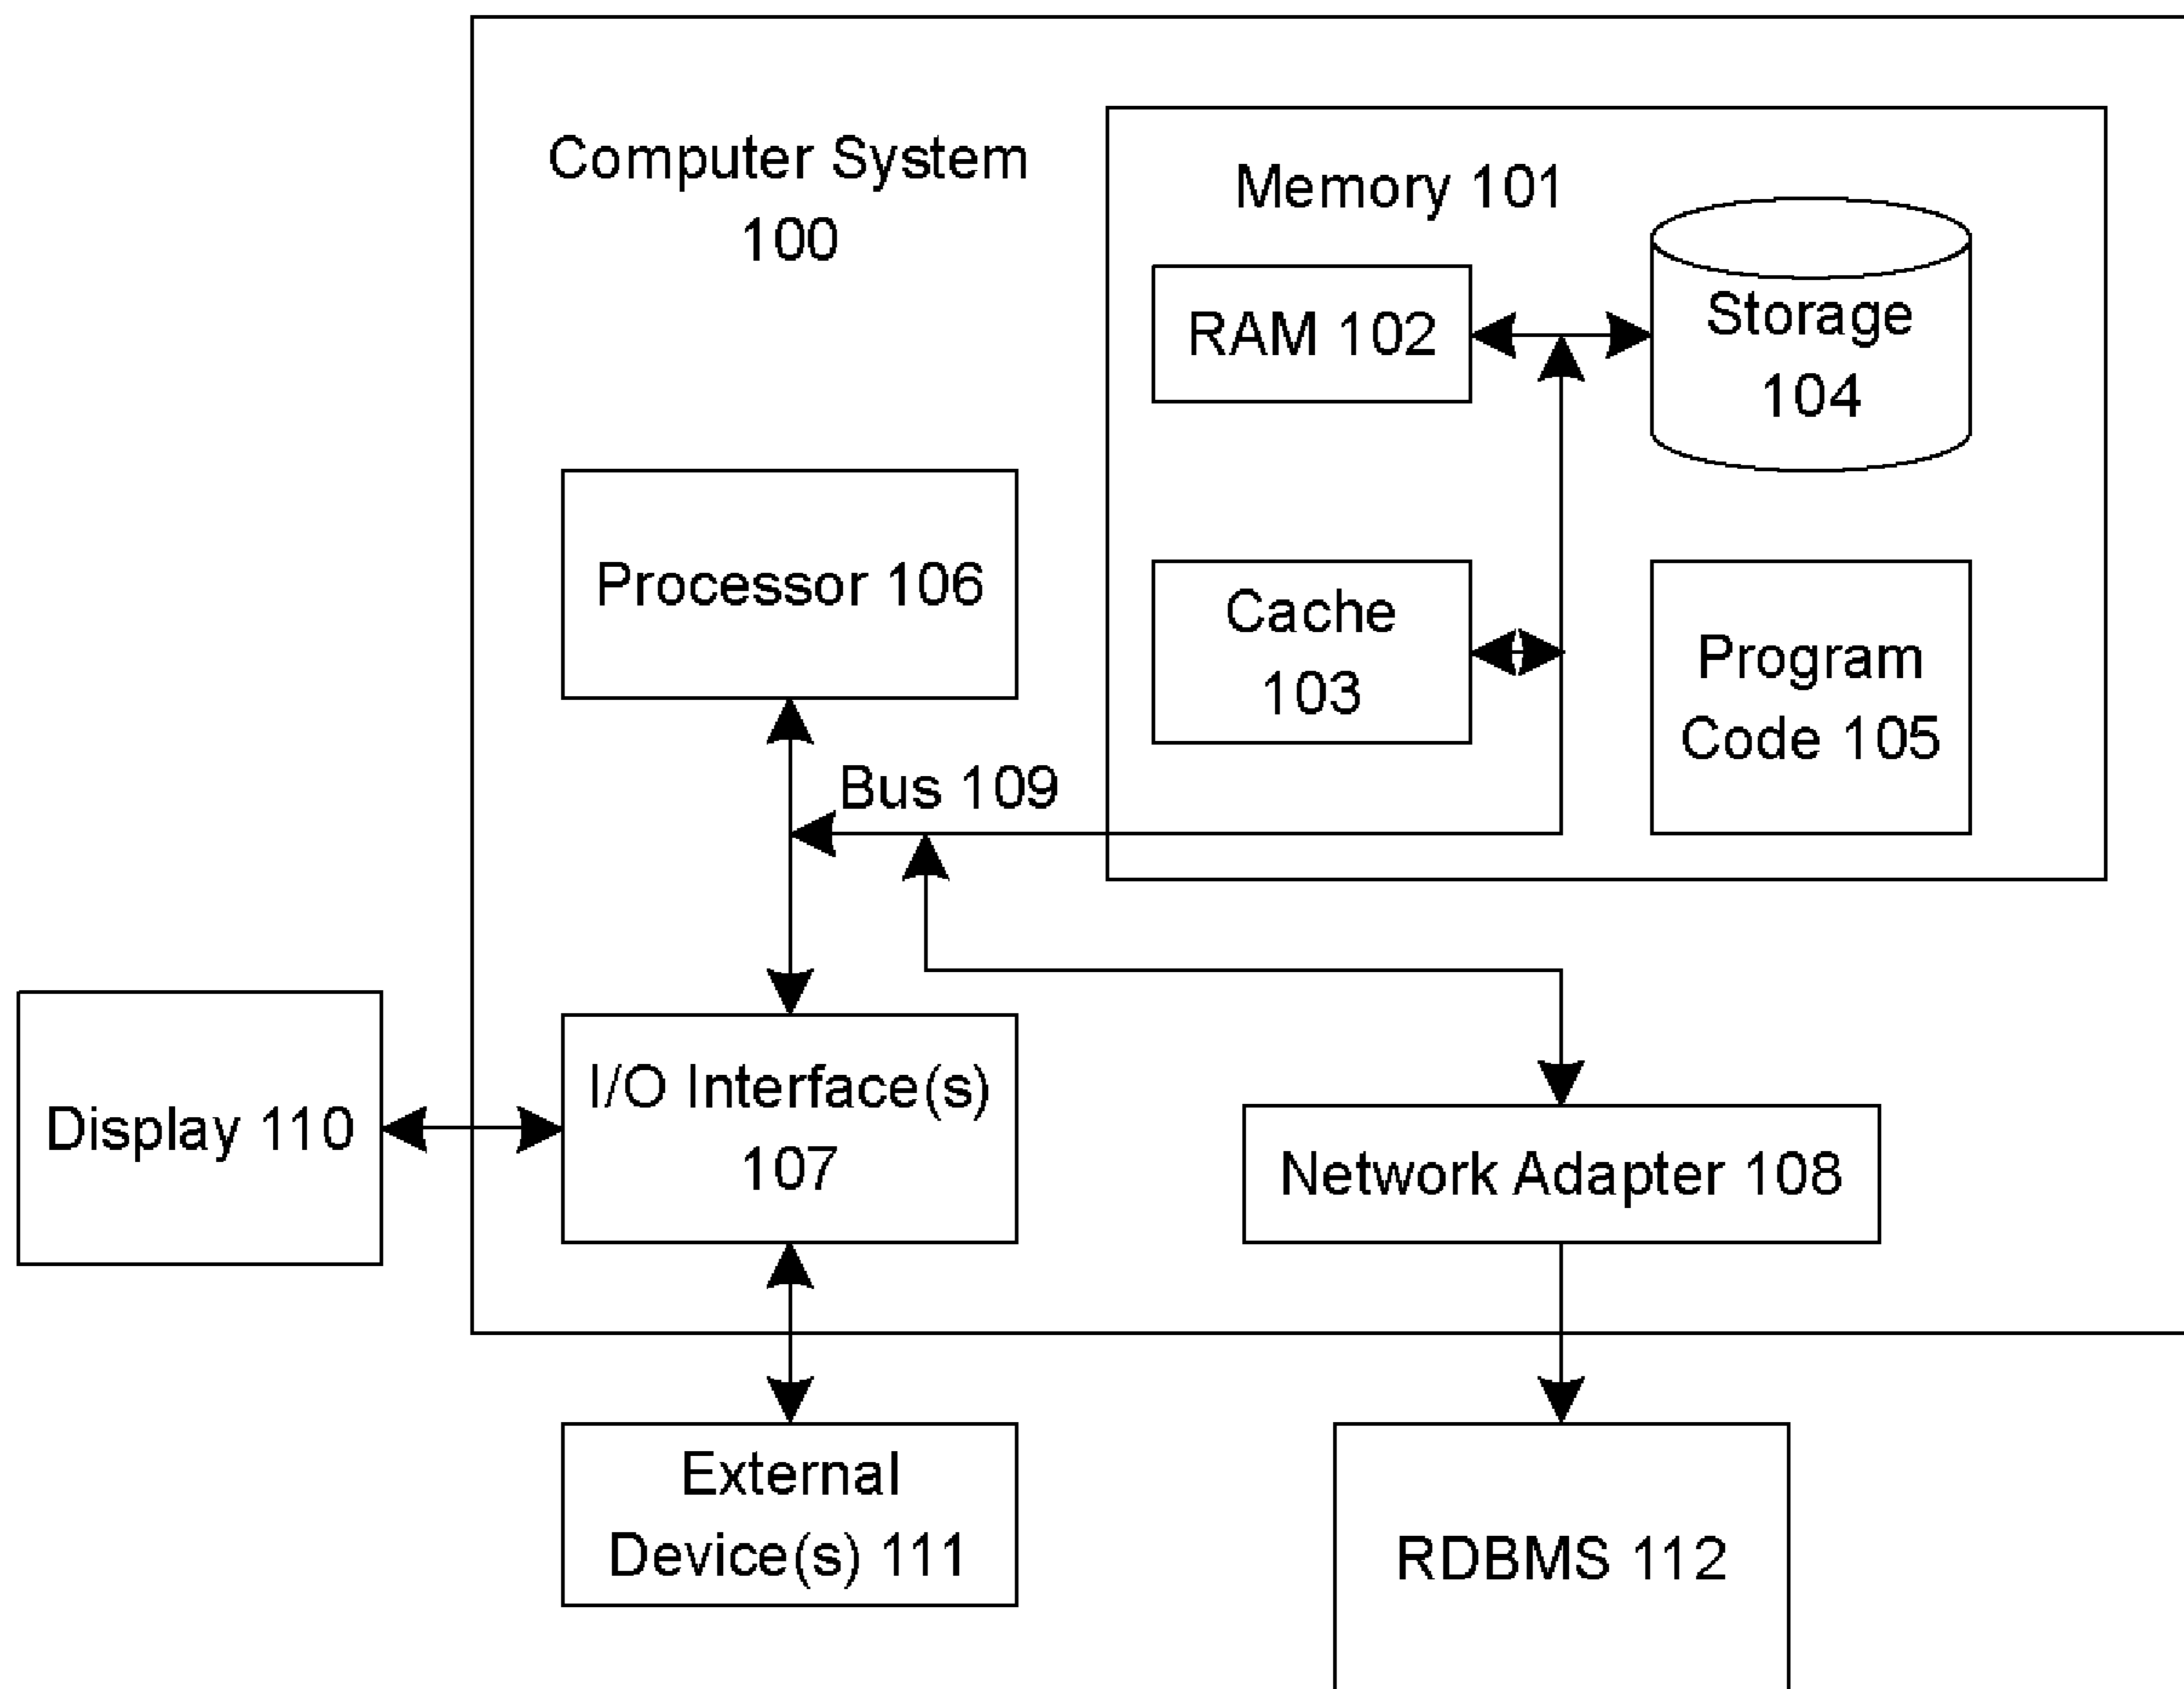 Computer System
100
Memory 101
RAM 102
Storage
104
Processor 106
Cache
103
Program
Code 105
Bus 109
Display 110
I/O Interface(s)
107
Network Adapter 108
External
Device(s) 111
RDBMS 112